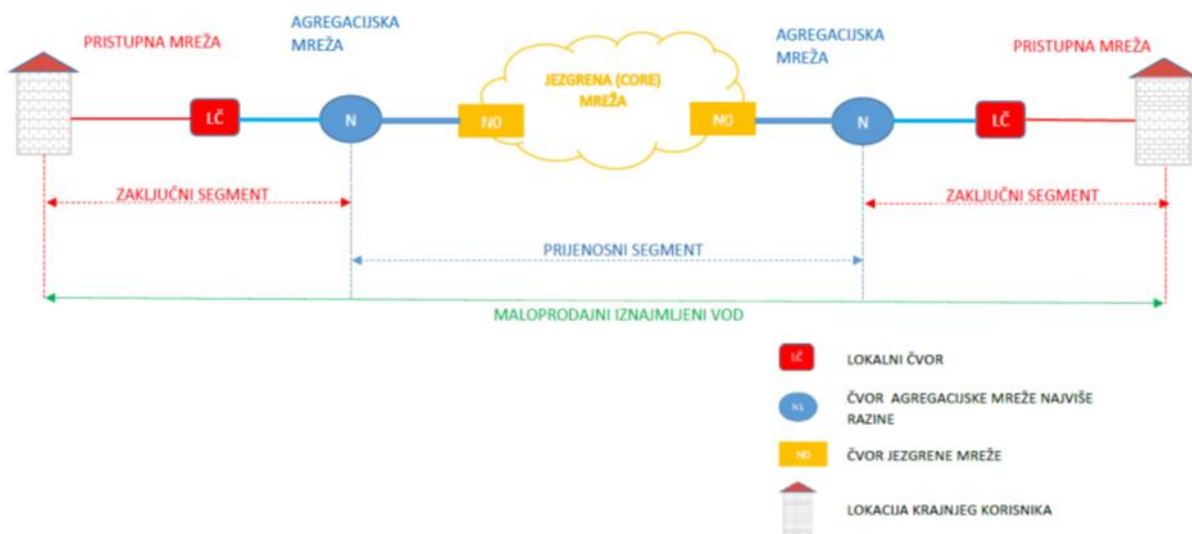 PRISTUPNA MREŽA
AGREGACIJSKA
MREŽA
JEZGRENA (CORE)
MREŽA
AGREGACIJSKA
MREŽA
PRISTUPNA MREŽA
LČ
N
N0
N0
N
LČ
ZAKLJUČNI SEGMENT
ZAKLJUČNI SEGMENT
PRIJENOSNI SEGMENT
MALOPRODAJNI IZNAJMLJENI VOD
LČ
LOKALNI ČVOR
N1
ČVOR AGREGACIJSKE MREŽE NAJVIŠE
RAZINE
N0
ČVOR JEZGRENE MREŽE
LOKACIJA KRAJNJEG KORISNIKA